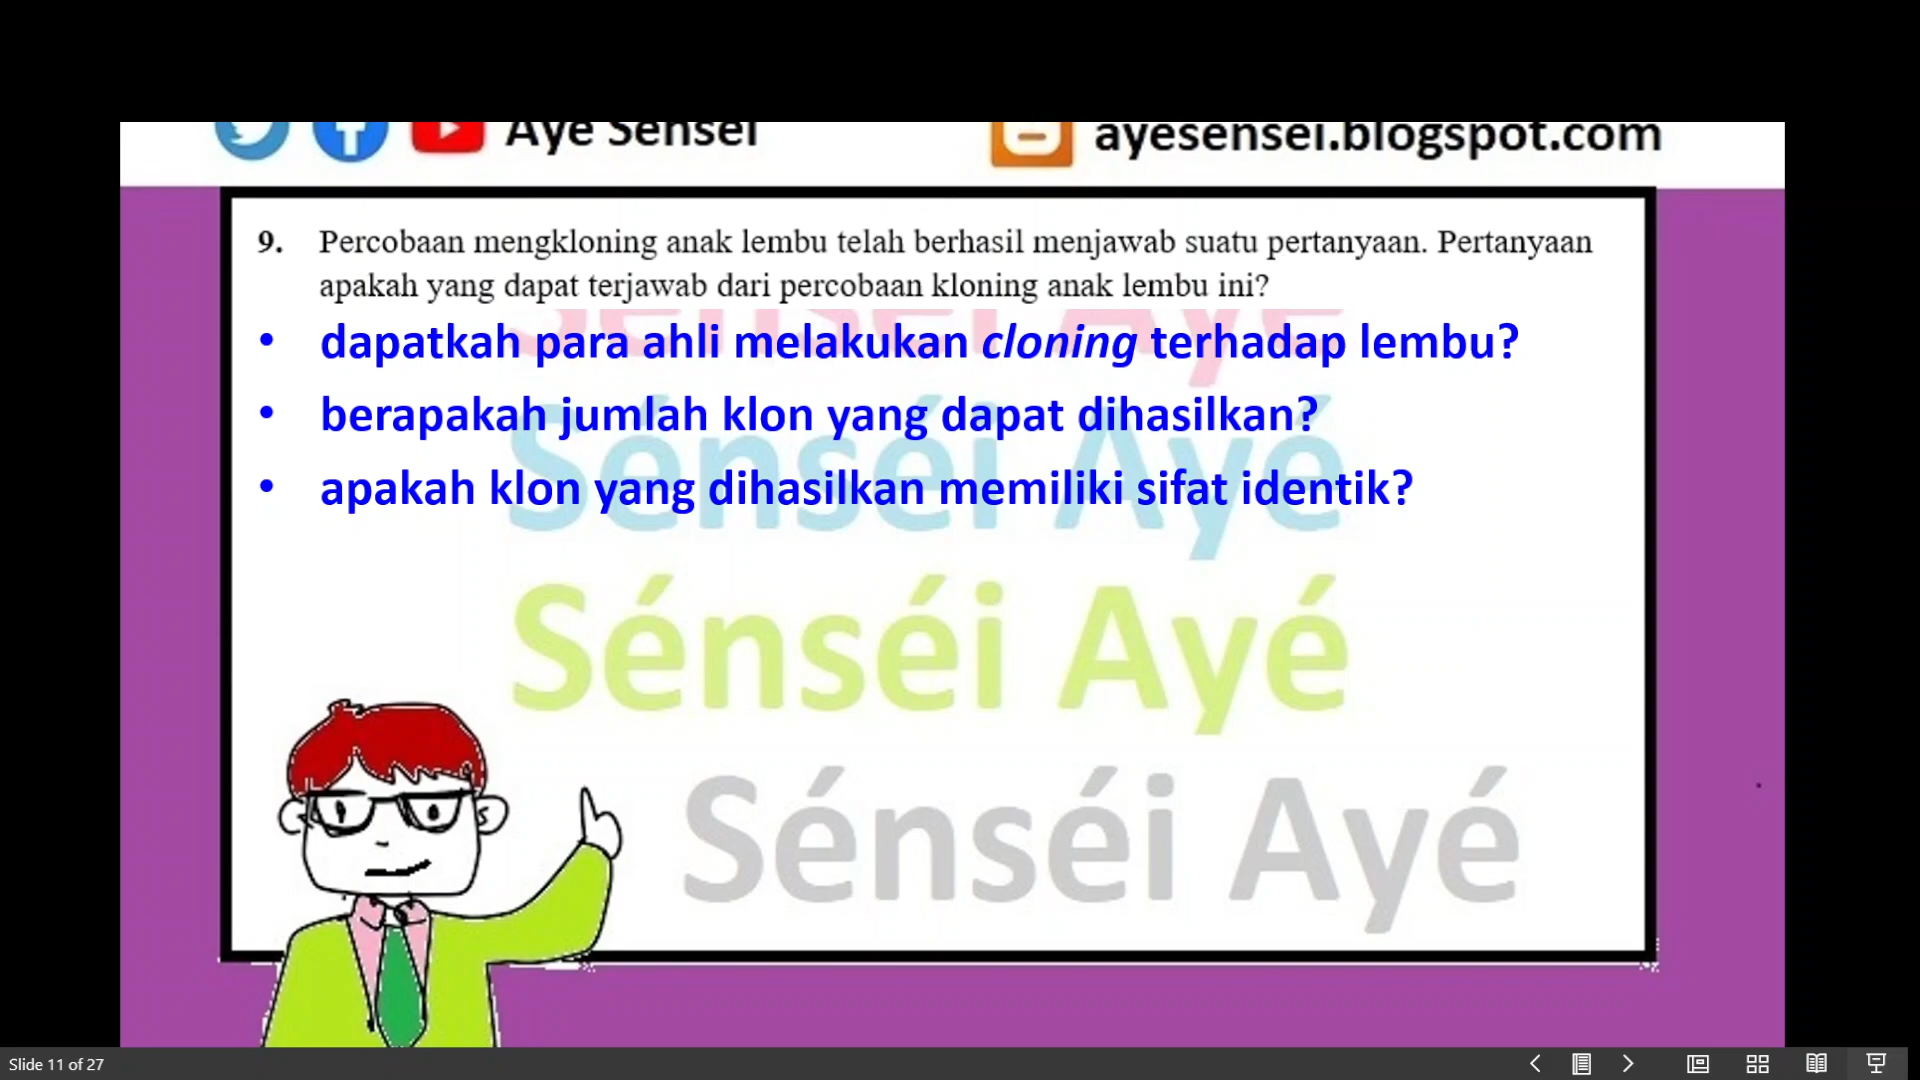 Aye Sensei ayesensei.blogspot.com
9. Percobaan mengkloning anak lembu telah berhasil menjawab suatu pertanyaan. Pertanyaan
apakah yang dapat terjawab dari percobaan kloning anak lembu ini?
• dapatkah para ahli melakukan cloning terhadap lembu?
• berapakah jumlah klon yang dapat dihasilkan?
• apakah klon yang dihasilkan memiliki sifat identik?
Sénséi Ayé
Sénséi Ayé
Sénséi Ayé
Sénséi Ayé
Slide 11 of 27